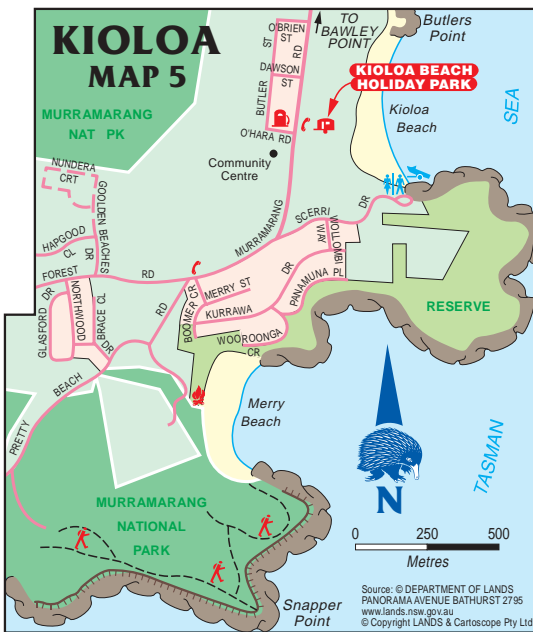 KIOLOA
MAP 5
TO
BAWLEY
POINT
Butlers
Point
O'BRIEN
ST
ST
RD
DAWSON
ST
BUTLER
KIOLOA BEACH
HOLIDAY PARK
MURRAMARANG
NAT PK
Kioloa
Beach
SEA
O'HARA RD
Community
Centre
NUNDERA
CRT
GOOLDEN BEACHES
DR
HAPGOOD
CL
MURRAMARANG
SCERRI
DR
WOLLOMBI
WAY
FOREST
RD
DR
PANAMUNA PL
MERRY ST
KURRAWA
BOOMER CR
WOOROONGA
CR
RD
GLASFORD
DR
NORTHWOOD
BRACE CL
DR
RESERVE
PRETTY
BEACH
Merry
Beach
N
TASMAN
MURRAMARANG
NATIONAL
PARK
Snapper
Point
0 250 500
Metres
Source: © DEPARTMENT OF LANDS
PANORAMA AVENUE BATHURST 2795
www.lands.nsw.gov.au
© Copyright LANDS & Cartoscope Pty Ltd